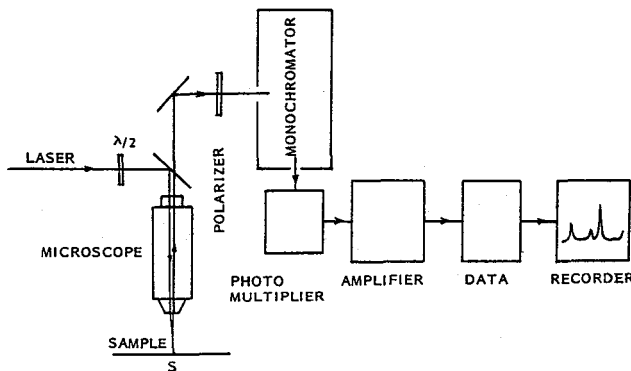 MONOCHROMATOR
λ/2
LASER
POLARIZER
MICROSCOPE
PHOTO
MULTIPLIER
AMPLIFIER
DATA
RECORDER
SAMPLE
S